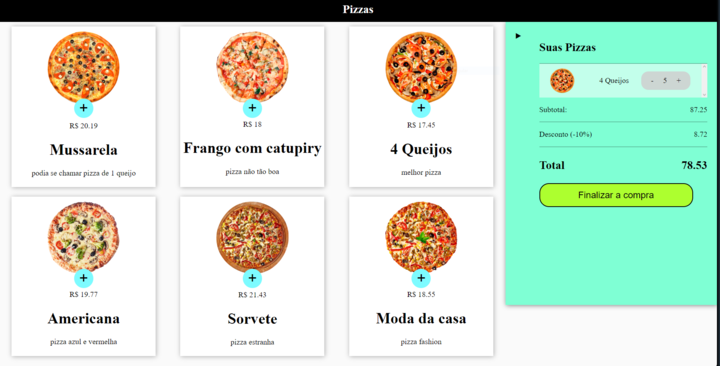 Pizzas
+
R$ 20.19
Mussarela
podia se chamar pizza de 1 queijo
+
R$ 18
Frango com catupiry
pizza não tão boa
+
R$ 17.45
4 Queijos
melhor pizza
+
R$ 19.77
Americana
pizza azul e vermelha
+
R$ 21.43
Sorvete
pizza estranha
+
R$ 18.55
Moda da casa
pizza fashion
Suas Pizzas
4 Queijos - 5 +
Subtotal: 87.25
Desconto (-10%) 8.72
Total 78.53
Finalizar a compra